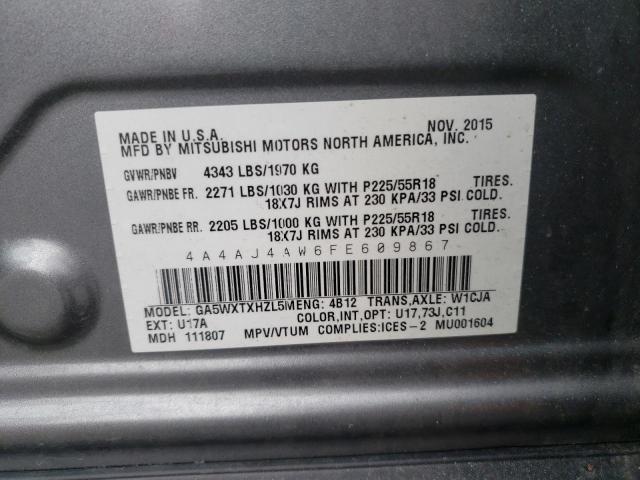 MADE IN U.S.A. NOV. 2015
MFD BY MITSUBISHI MOTORS NORTH AMERICA, INC.
GVWR/PNBV 4343 LBS/1970 KG
GAWR/PNBE FR. 2271 LBS/1030 KG WITH P225/55R18 TIRES.
18X7J RIMS AT 230 KPA/33 PSI COLD.
GAWR/PNBE RR. 2205 LBS/1000 KG WITH P225/55R18 TIRES.
18X7J RIMS AT 230 KPA/33 PSI COLD.
4A4AJ4AW6FE609867
MODEL: GA5WXTXHZL5MENG: 4B12 TRANS,AXLE: W1CJA
EXT: U17A COLOR,INT,OPT: U17,73J,C11
MDH 111807 MPV/VTUM COMPLIES:ICES-2 MU001604